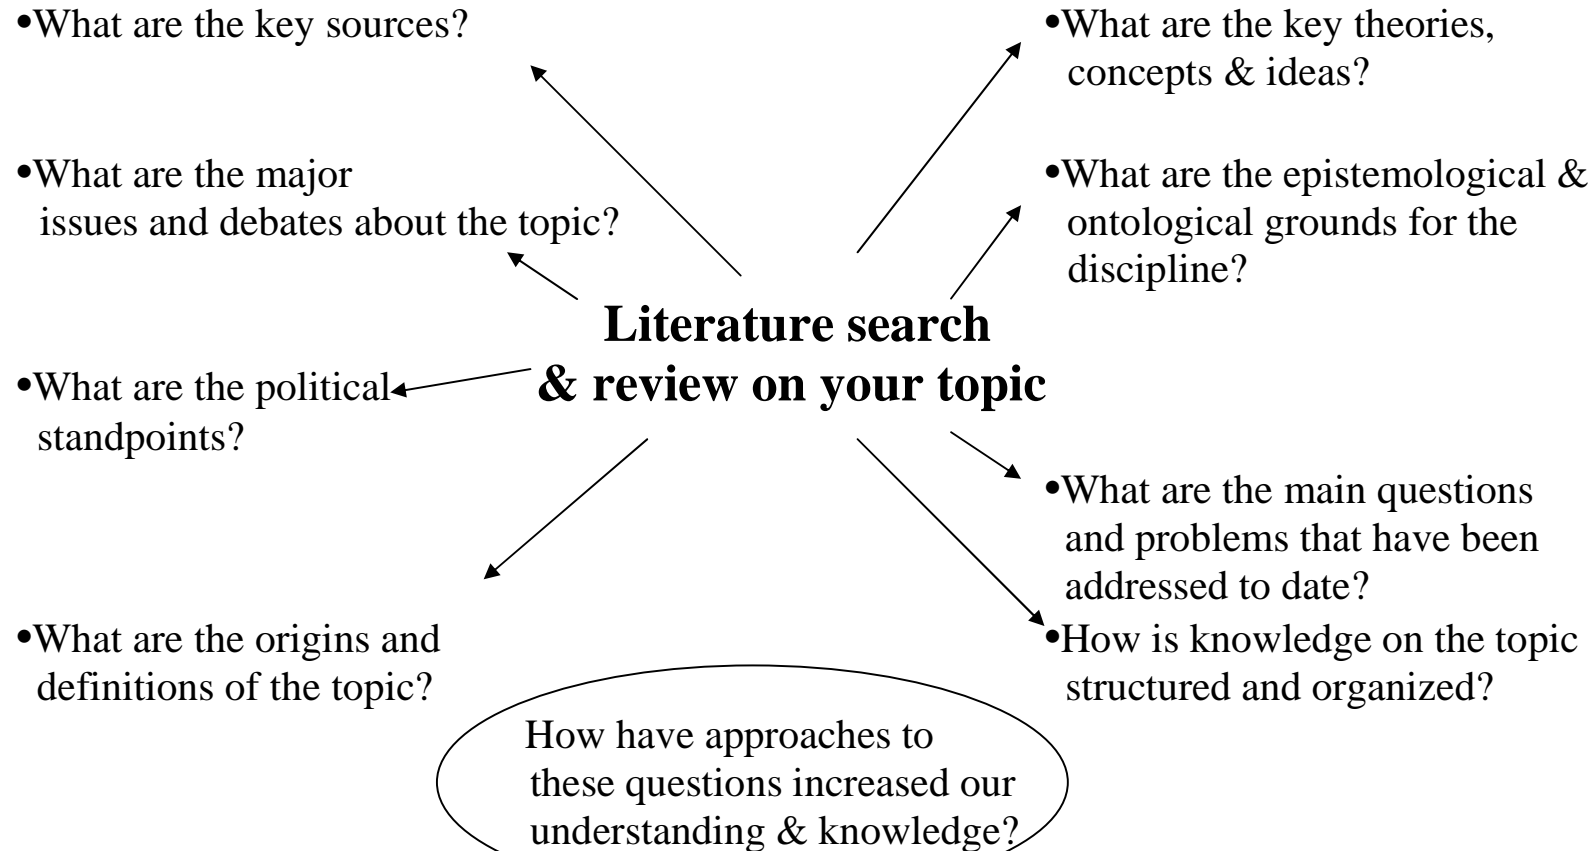 •What are the key sources?
•What are the major
issues and debates about the topic?
•What are the political
standpoints?
•What are the origins and
definitions of the topic?
Literature search
& review on your topic
•What are the key theories,
concepts & ideas?
•What are the epistemological &
ontological grounds for the
discipline?
•What are the main questions
and problems that have been
addressed to date?
•How is knowledge on the topic
structured and organized?
How have approaches to
these questions increased our
understanding & knowledge?